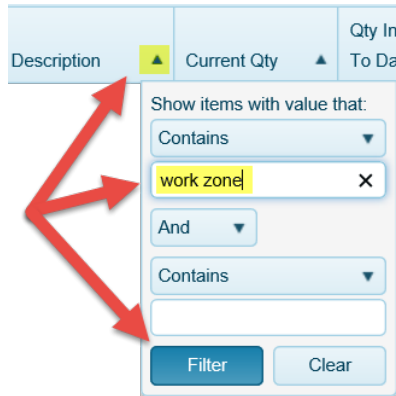 Qty In
Description Current Qty To Da
Show items with value that:
Contains
work zone
And
Contains
Filter Clear